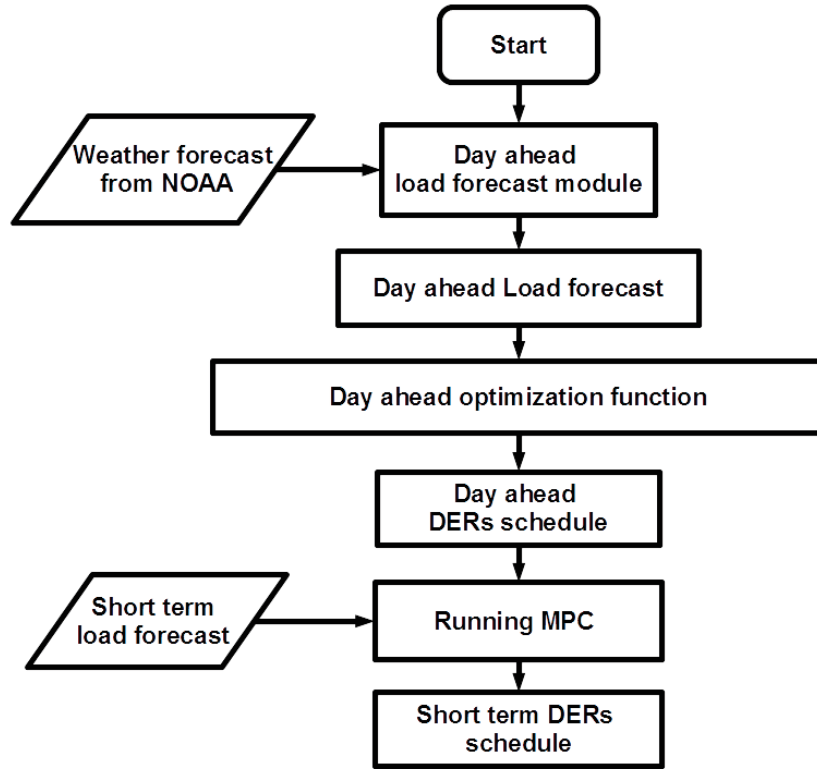 Start
Weather forecast
from NOAA
Day ahead
load forecast module
Day ahead Load forecast
Day ahead optimization function
Day ahead
DERs schedule
Short term
load forecast
Running MPC
Short term DERs
schedule